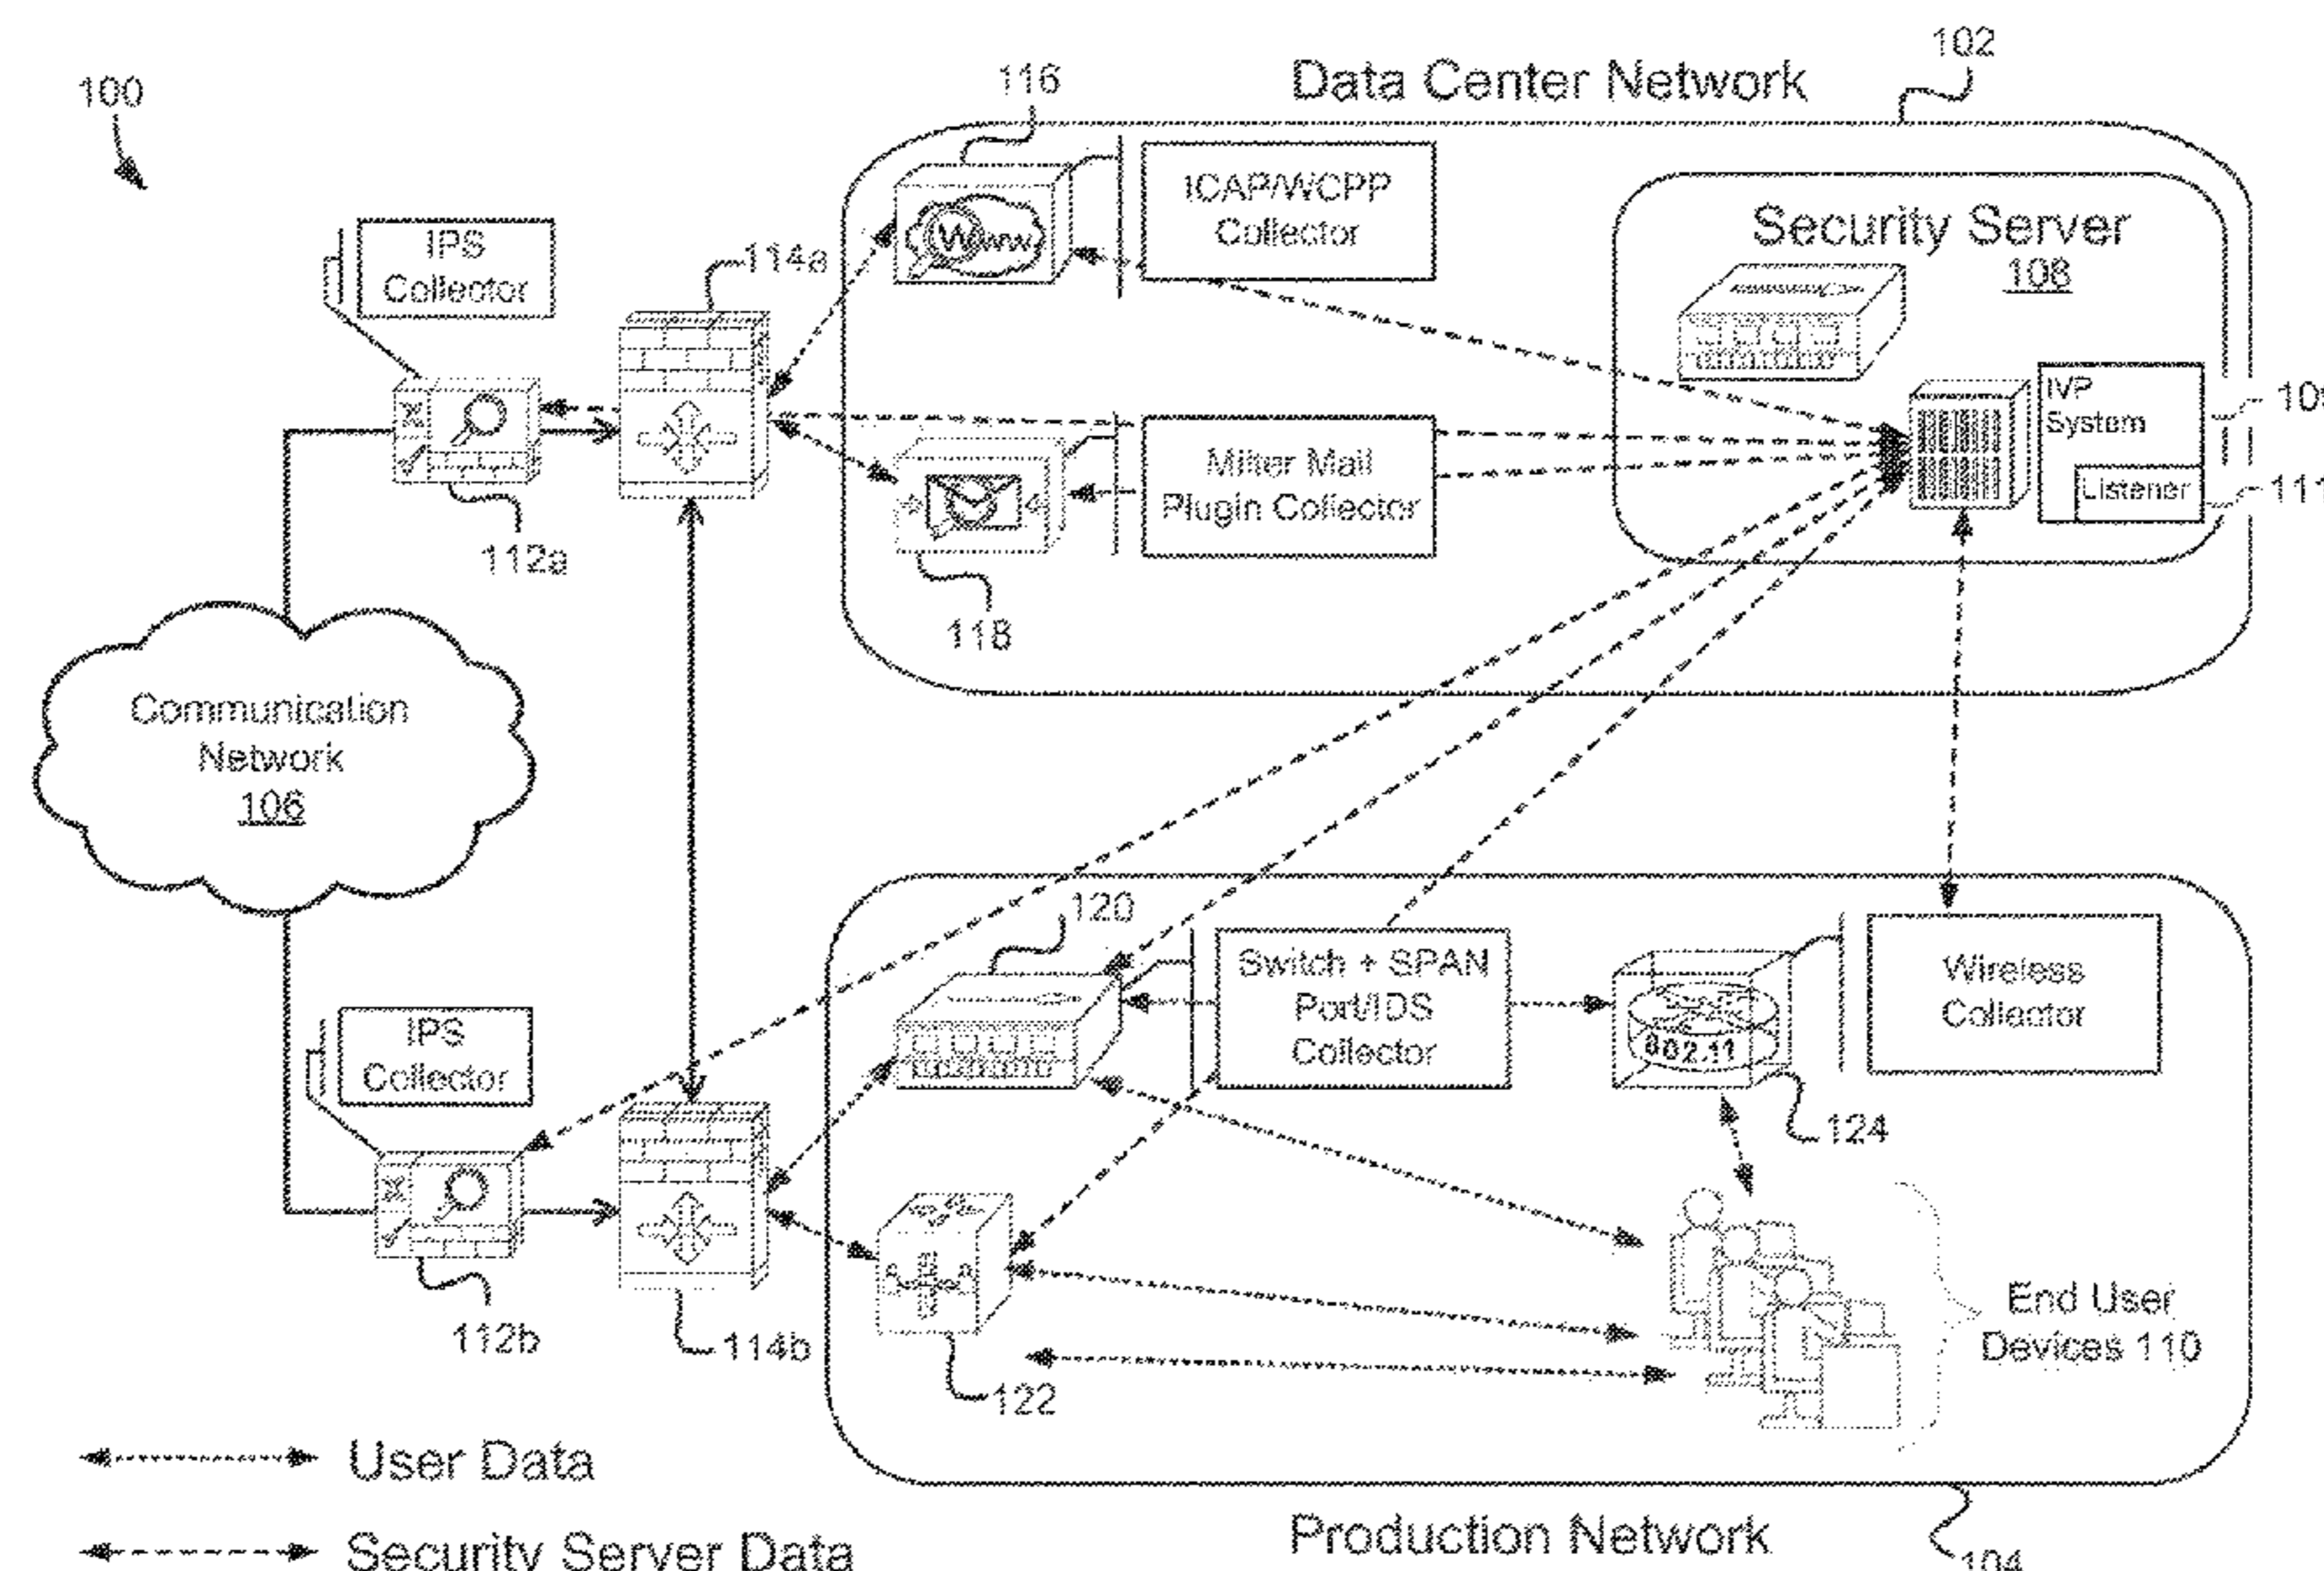 100
116
Data Center Network
102
IPS
Collector
114a
ICAP/WCPP
Collector
Www
Security Server
108
IVP
System
Listener
112a
Milter Mail
Plugin Collector
118
Communication
Network
106
120
Switch + SPAN
Port/IDS
Collector
Wireless
Collector
802.11
124
IPS
Collector
112b
114b
122
End User
Devices 110
User Data
Security Server Data
Production Network
104